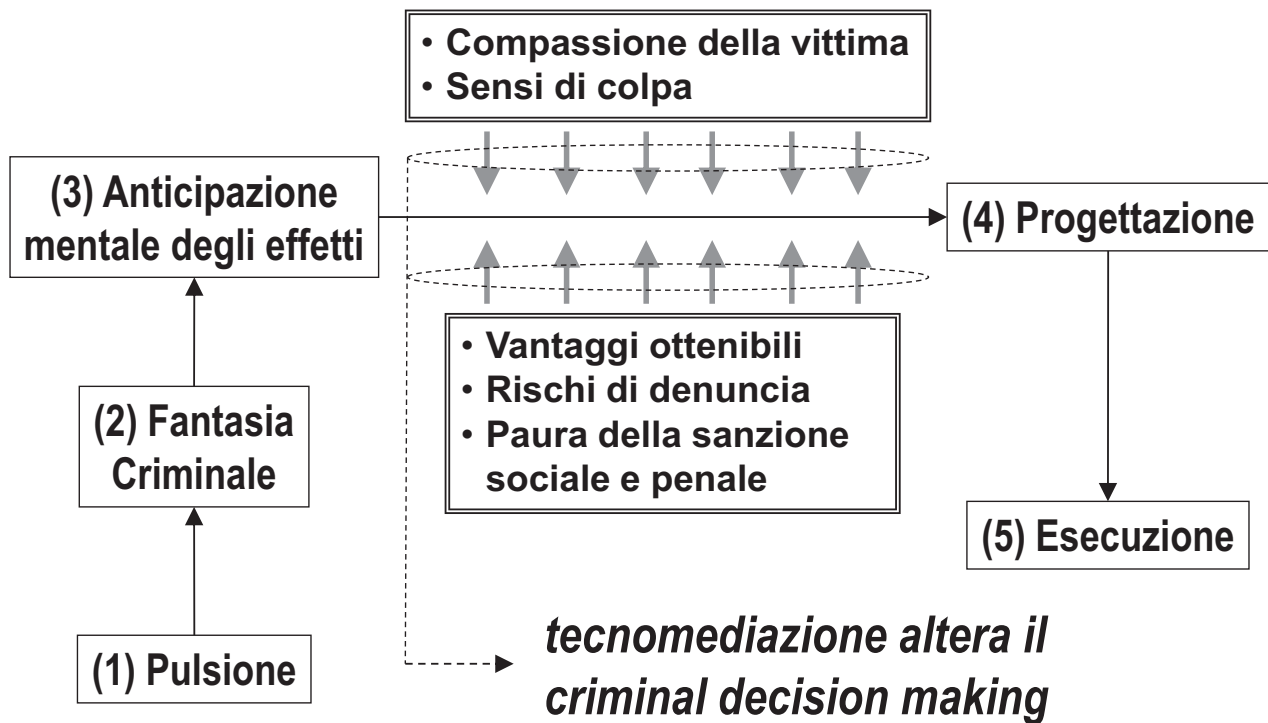 • Compassione della vittima
• Sensi di colpa
(3) Anticipazione
mentale degli effetti
(4) Progettazione
• Vantaggi ottenibili
• Rischi di denuncia
• Paura della sanzione
sociale e penale
(2) Fantasia
Criminale
(5) Esecuzione
(1) Pulsione
tecnomediazione altera il
criminal decision making